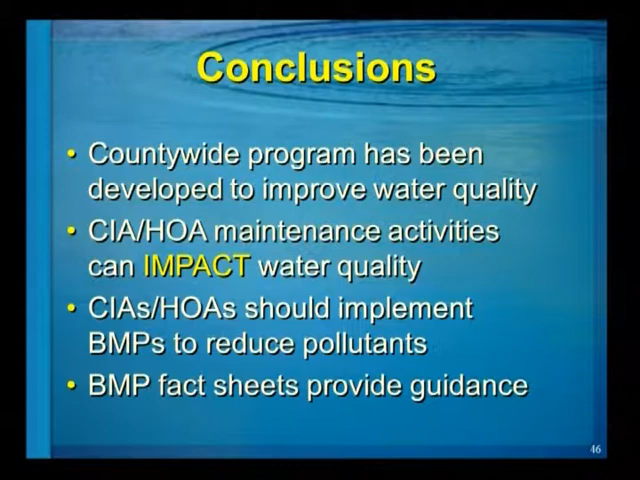 Conclusions
• Countywide program has been
developed to improve water quality
• CIA/HOA maintenance activities
can IMPACT water quality
• CIAs/HOAs should implement
BMPs to reduce pollutants
• BMP fact sheets provide guidance
46